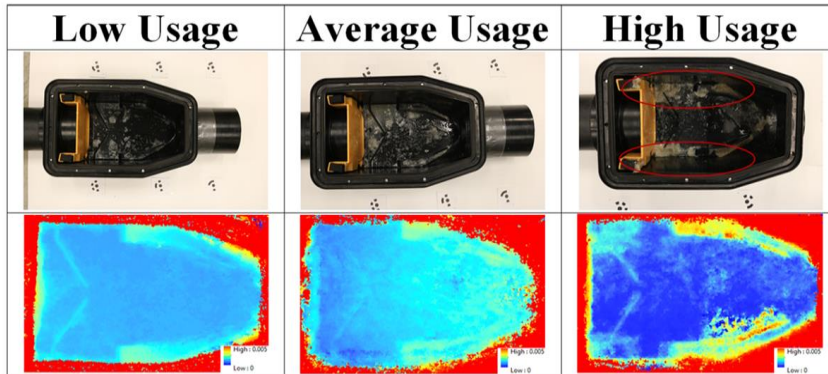 Low Usage
Average Usage
High Usage
High : 0.005
Low : 0
High : 0.005
Low : 0
High : 0.005
Low : 0